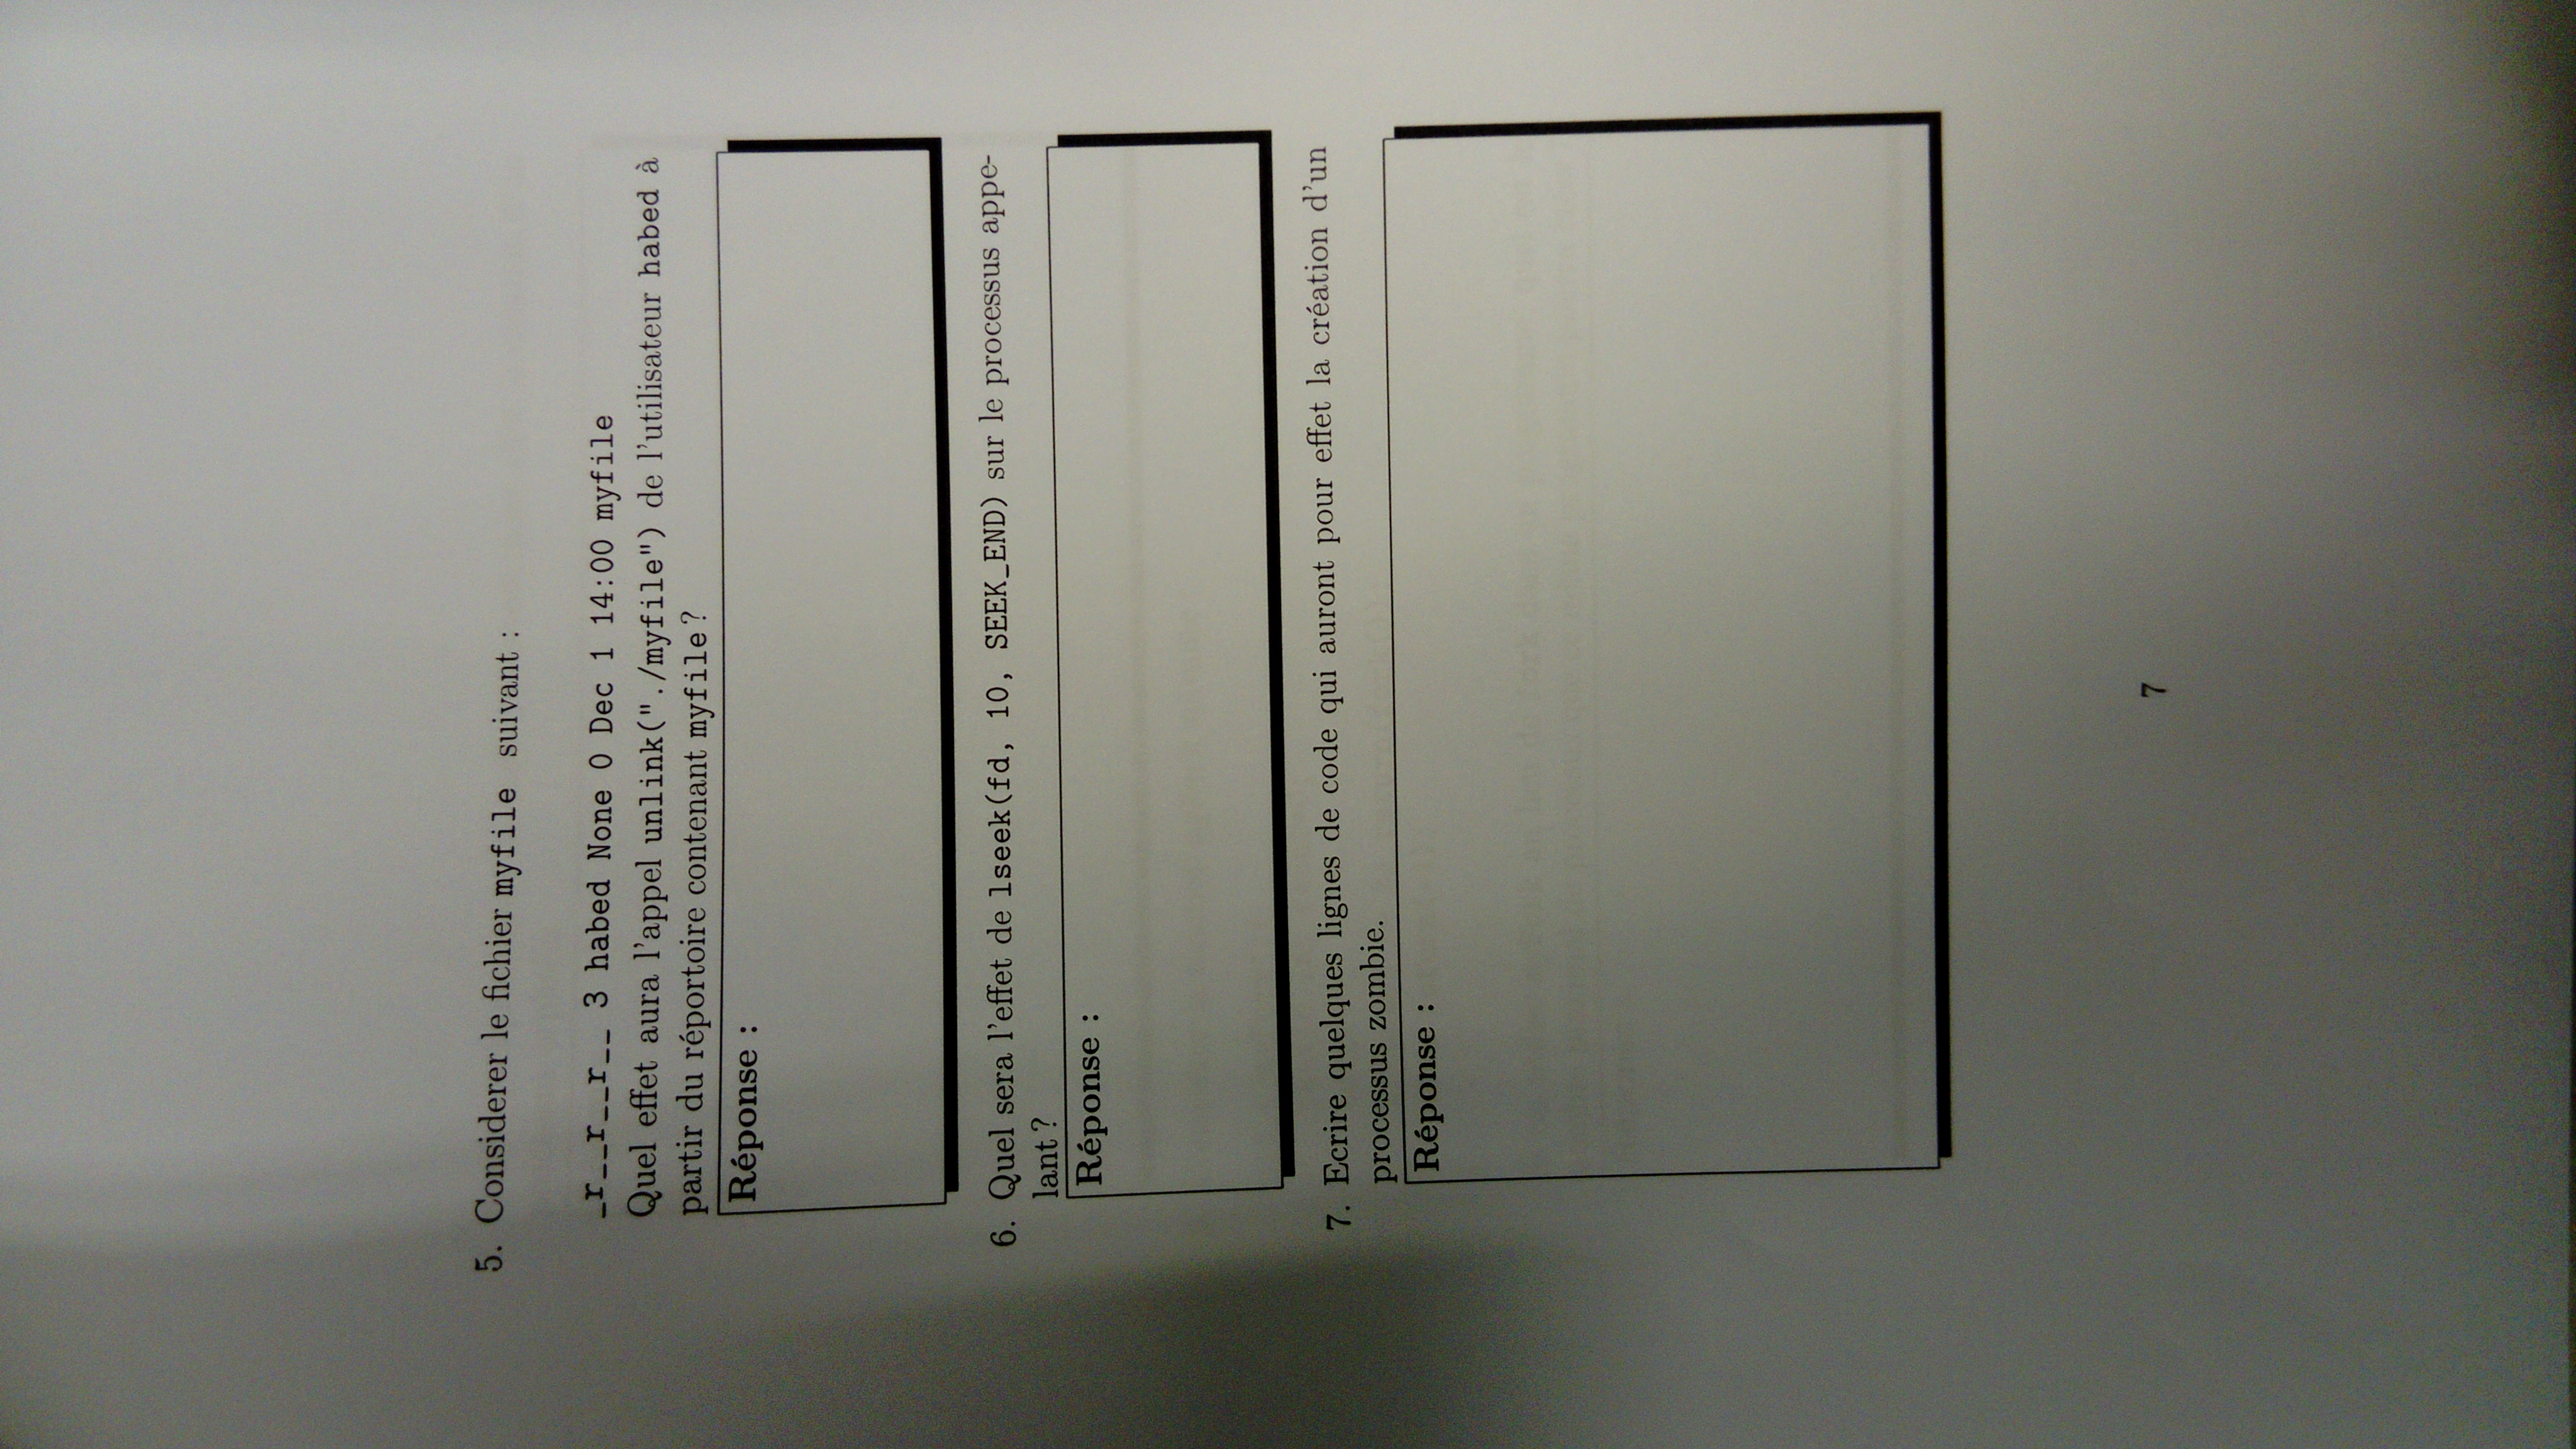 5. Considerer le fichier myfile suivant :
_r__r__r__ 3 habed None 0 Dec 1 14:00 myfile
Quel effet aura l'appel unlink("./myfile") de l'utilisateur habed à
partir du réportoire contenant myfile ?
Réponse :
6. Quel sera l'effet de lseek(fd, 10, SEEK_END) sur le processus appe-
lant ?
Réponse :
7. Ecrire quelques lignes de code qui auront pour effet la création d'un
processus zombie.
Réponse :
7